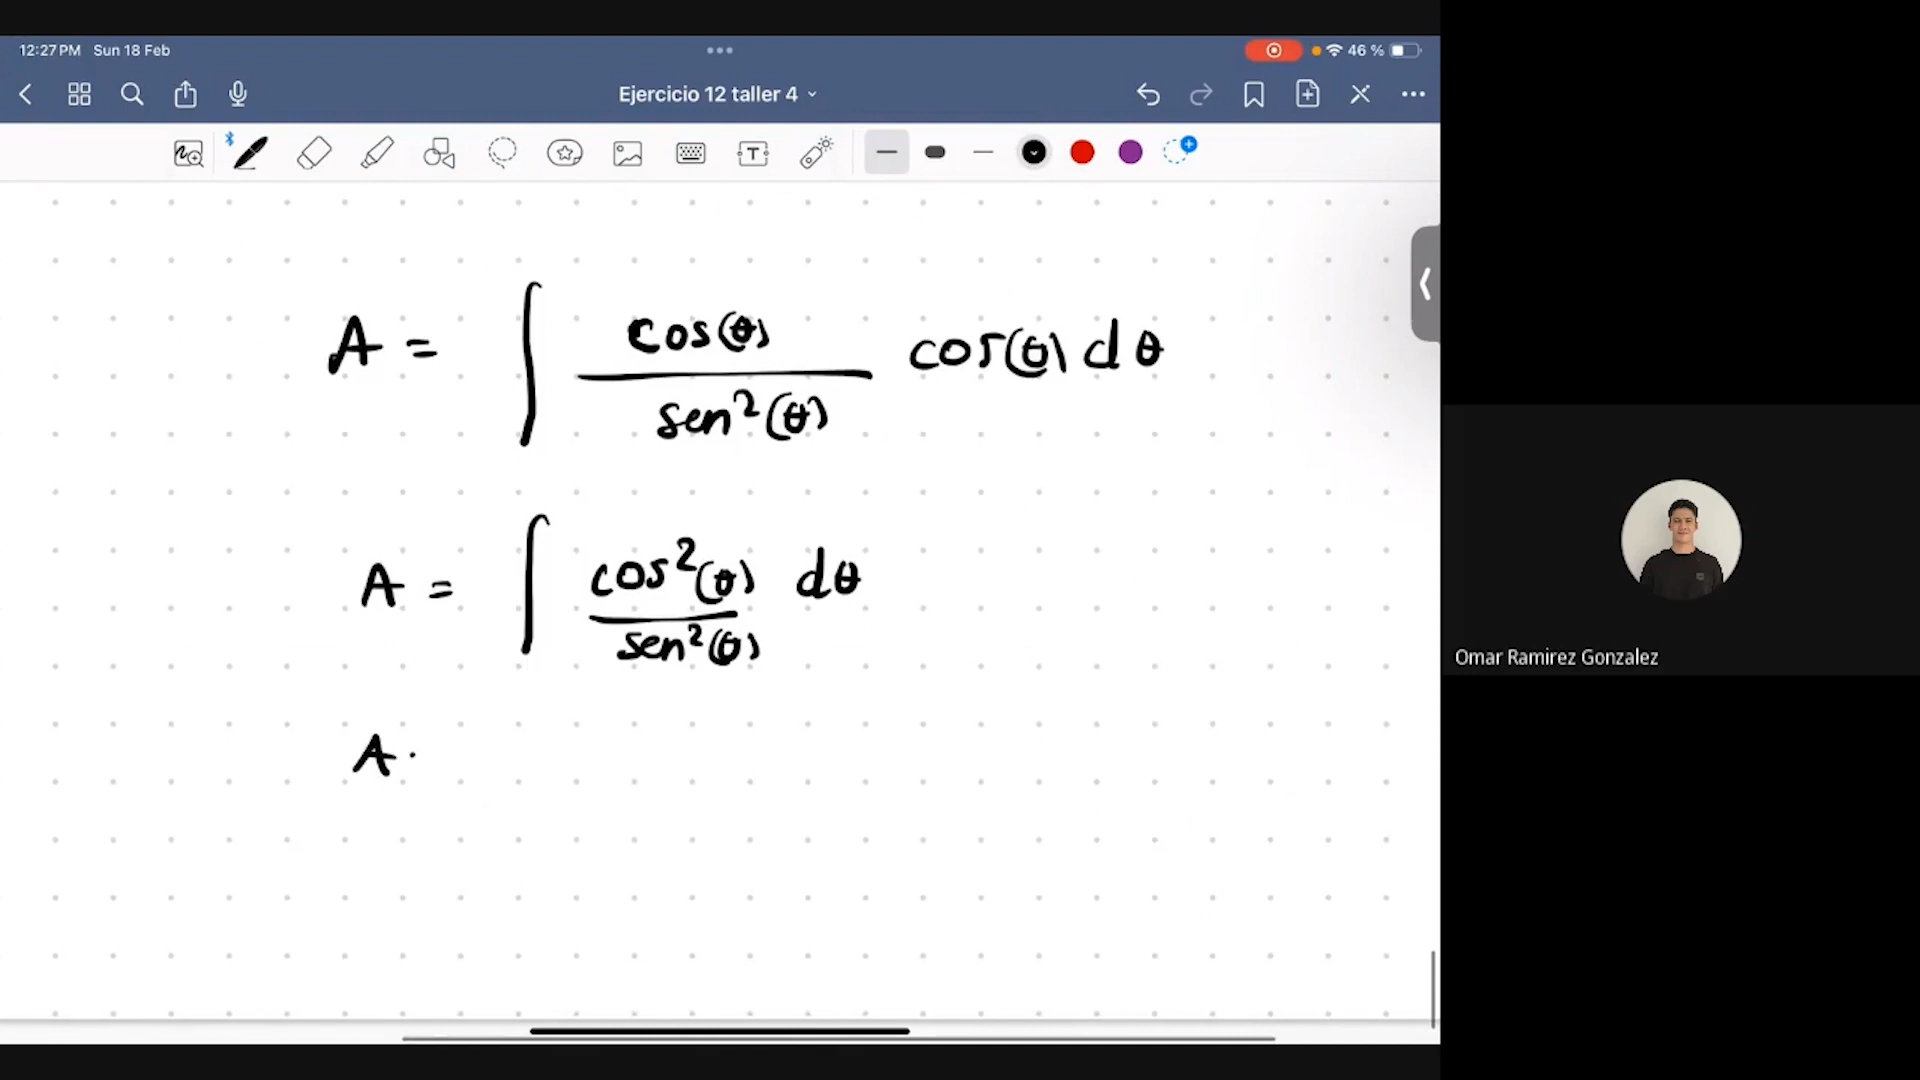 12:27 PM Sun 18 Feb
46 %
Ejercicio 12 taller 4
T
A = ∫ cos(θ) / sen²(θ) cos(θ) dθ
A = ∫ cos²(θ) / sen²(θ) dθ
A ·
Omar Ramirez Gonzalez